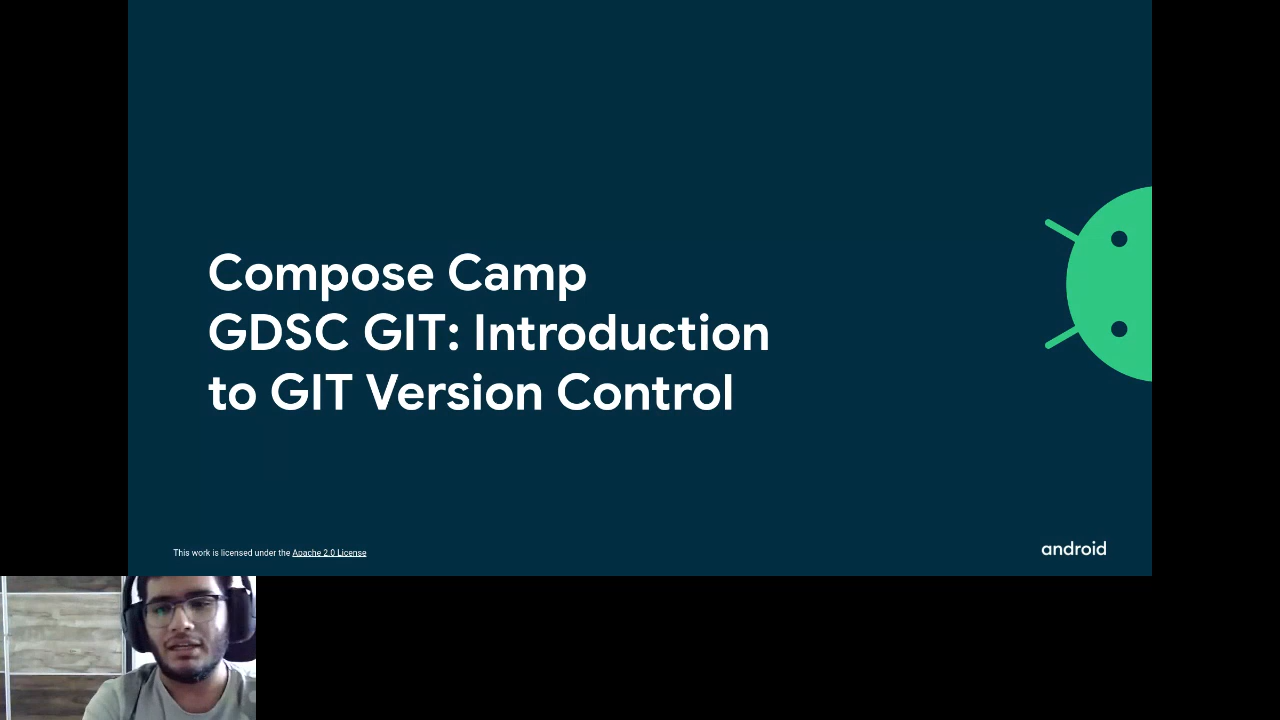 Compose Camp
GDSC GIT: Introduction
to GIT Version Control
This work is licensed under the Apache 2.0 License
android